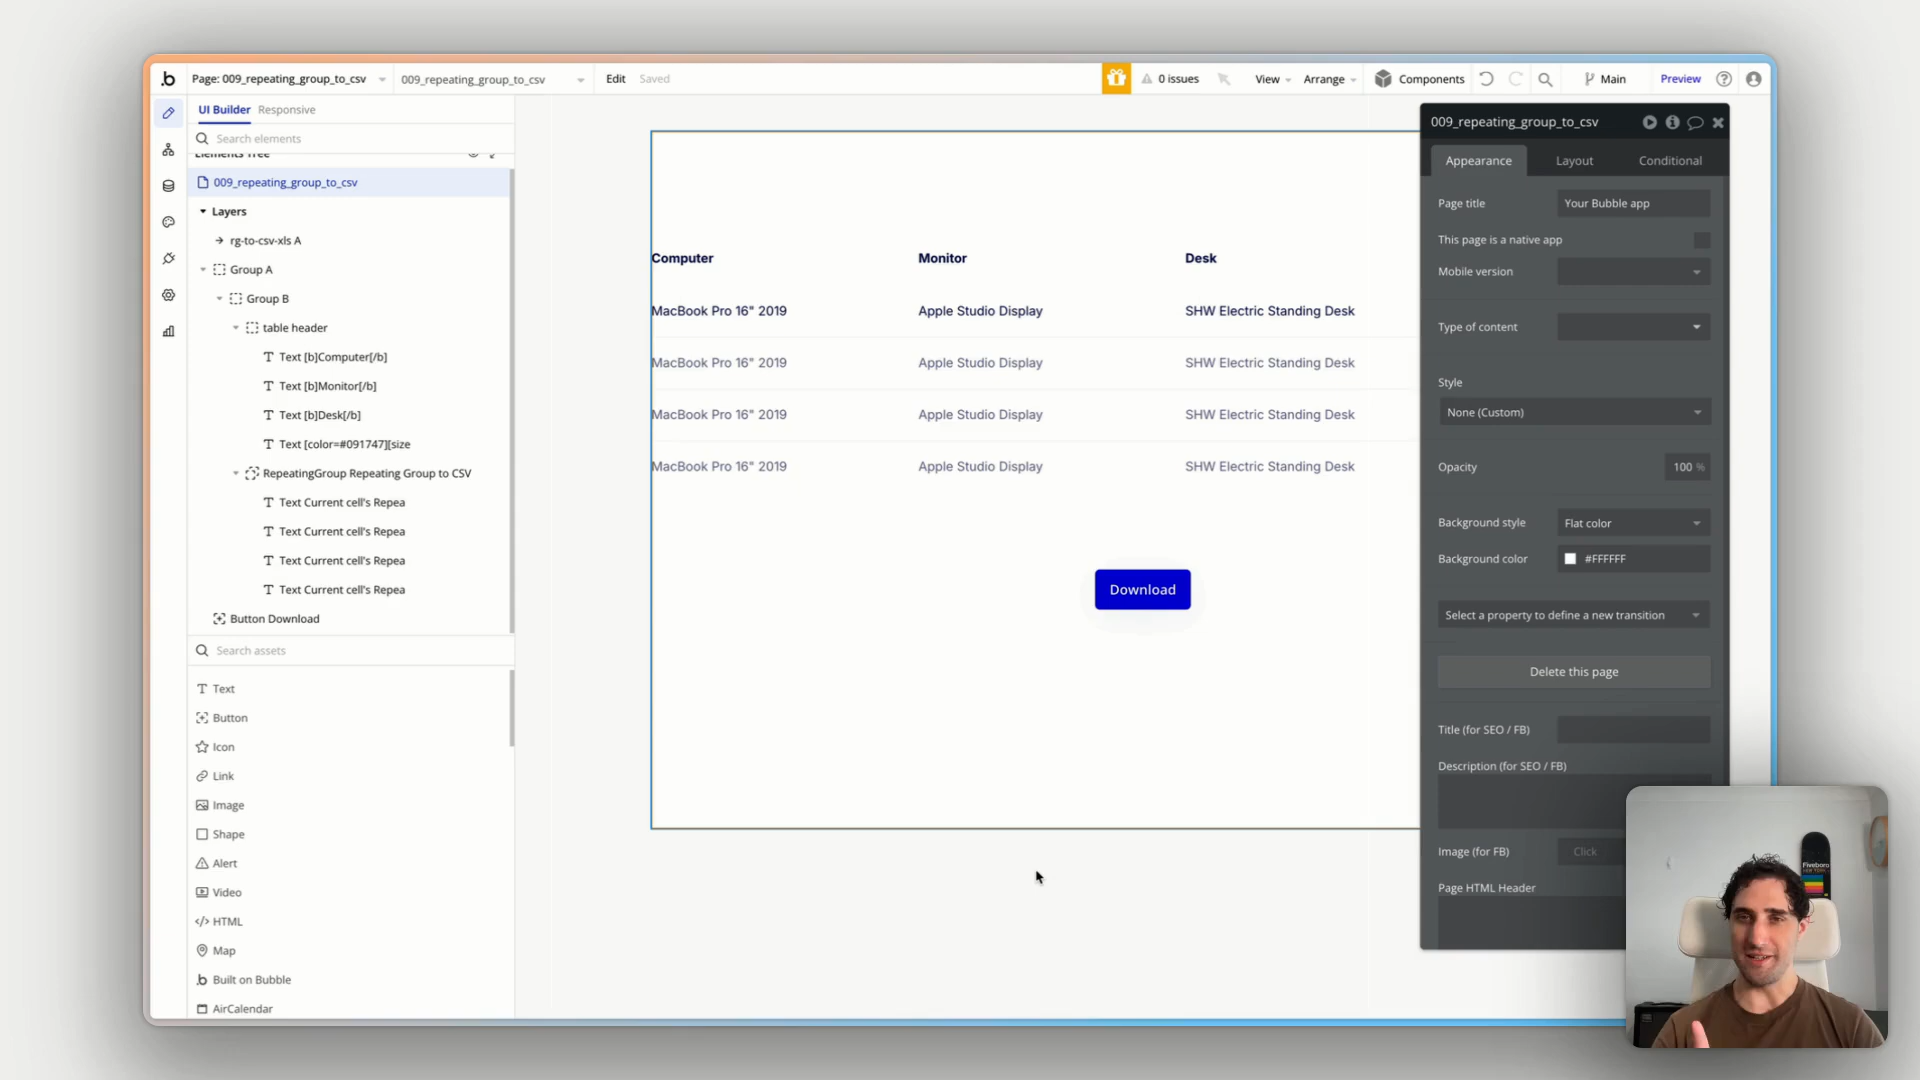 Page: 009_repeating_group_to_csv
009_repeating_group_to_csv
Edit
Saved
0 issues
View
Arrange
Components
Main
Preview
UI Builder
Responsive
Search elements
Elements Tree
009_repeating_group_to_csv
Layers
rg-to-csv-xls A
Group A
Group B
table header
Text [b]Computer[/b]
Text [b]Monitor[/b]
Text [b]Desk[/b]
Text [color=#091747][size
RepeatingGroup Repeating Group to CSV
Text Current cell's Repea
Text Current cell's Repea
Text Current cell's Repea
Text Current cell's Repea
Button Download
Search assets
Text
Button
Icon
Link
Image
Shape
Alert
Video
HTML
Map
Built on Bubble
AirCalendar
Computer Monitor Desk
MacBook Pro 16" 2019 Apple Studio Display SHW Electric Standing Desk
MacBook Pro 16" 2019 Apple Studio Display SHW Electric Standing Desk
MacBook Pro 16" 2019 Apple Studio Display SHW Electric Standing Desk
MacBook Pro 16" 2019 Apple Studio Display SHW Electric Standing Desk
Download
009_repeating_group_to_csv
Appearance
Layout
Conditional
Page title Your Bubble app
This page is a native app
Mobile version
Type of content
Style
None (Custom)
Opacity 100 %
Background style Flat color
Background color #FFFFFF
Select a property to define a new transition
Delete this page
Title (for SEO / FB)
Description (for SEO / FB)
Image (for FB) Click
Page HTML Header
Fiveboro
NEW YORK